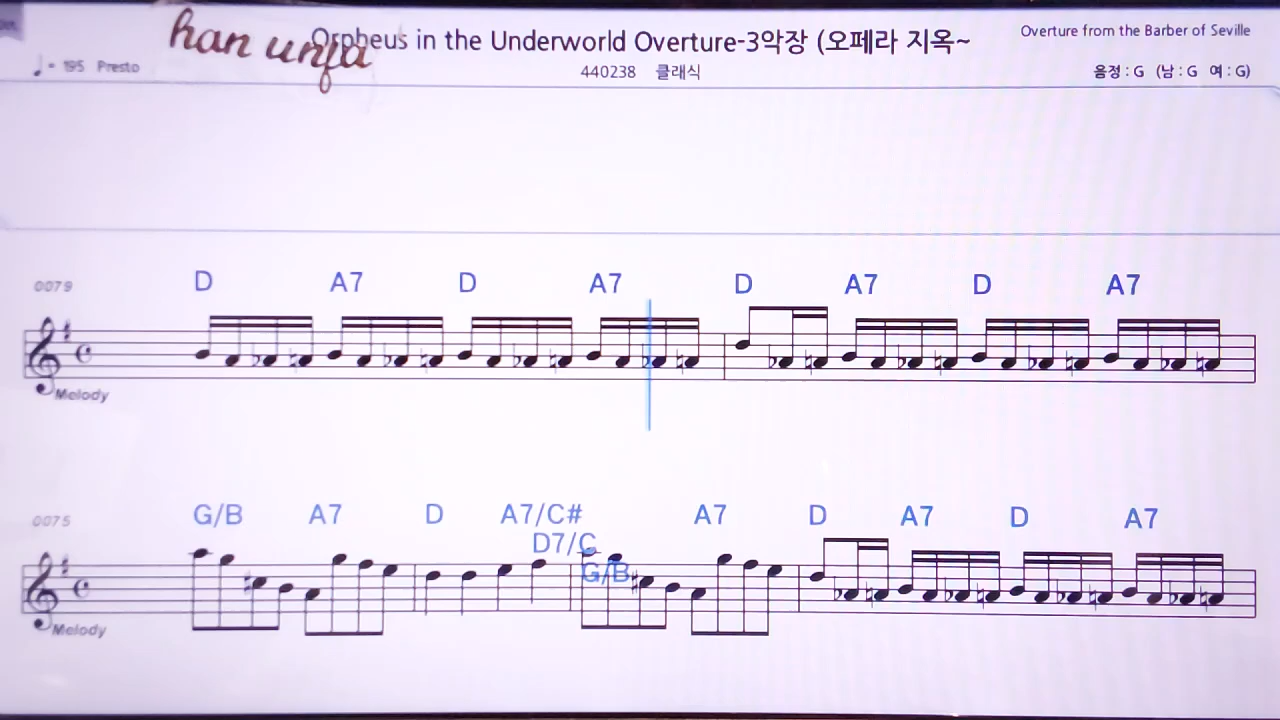 han unfa
Orpheus in the Underworld Overture-3악장 (오페라 지옥~
Overture from the Barber of Seville
♩ = 195 Presto
440238 클래식
음정 : G (남 : G 여 : G)
0079
D A7 D A7 D A7 D A7
Melody
0075
G/B A7 D A7/C# A7 D A7 D A7
D7/C
G/B
Melody